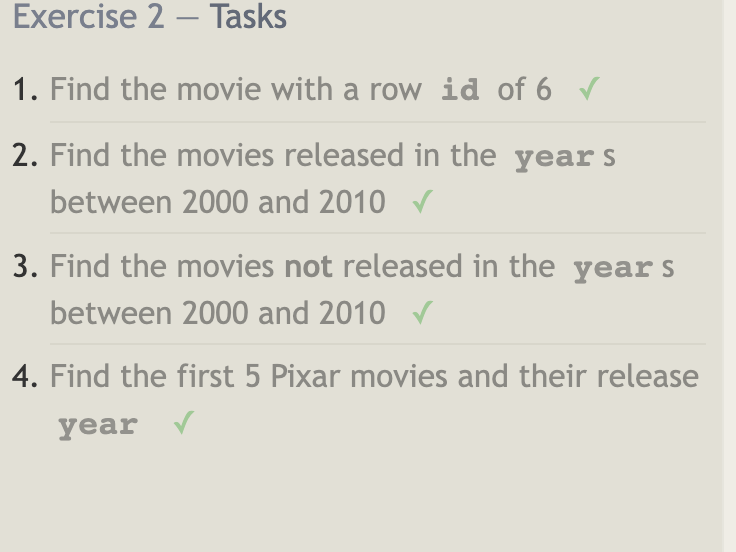 Exercise 2 — Tasks
1. Find the movie with a row id of 6 ✓
2. Find the movies released in the year s
between 2000 and 2010 ✓
3. Find the movies not released in the year s
between 2000 and 2010 ✓
4. Find the first 5 Pixar movies and their release
year ✓